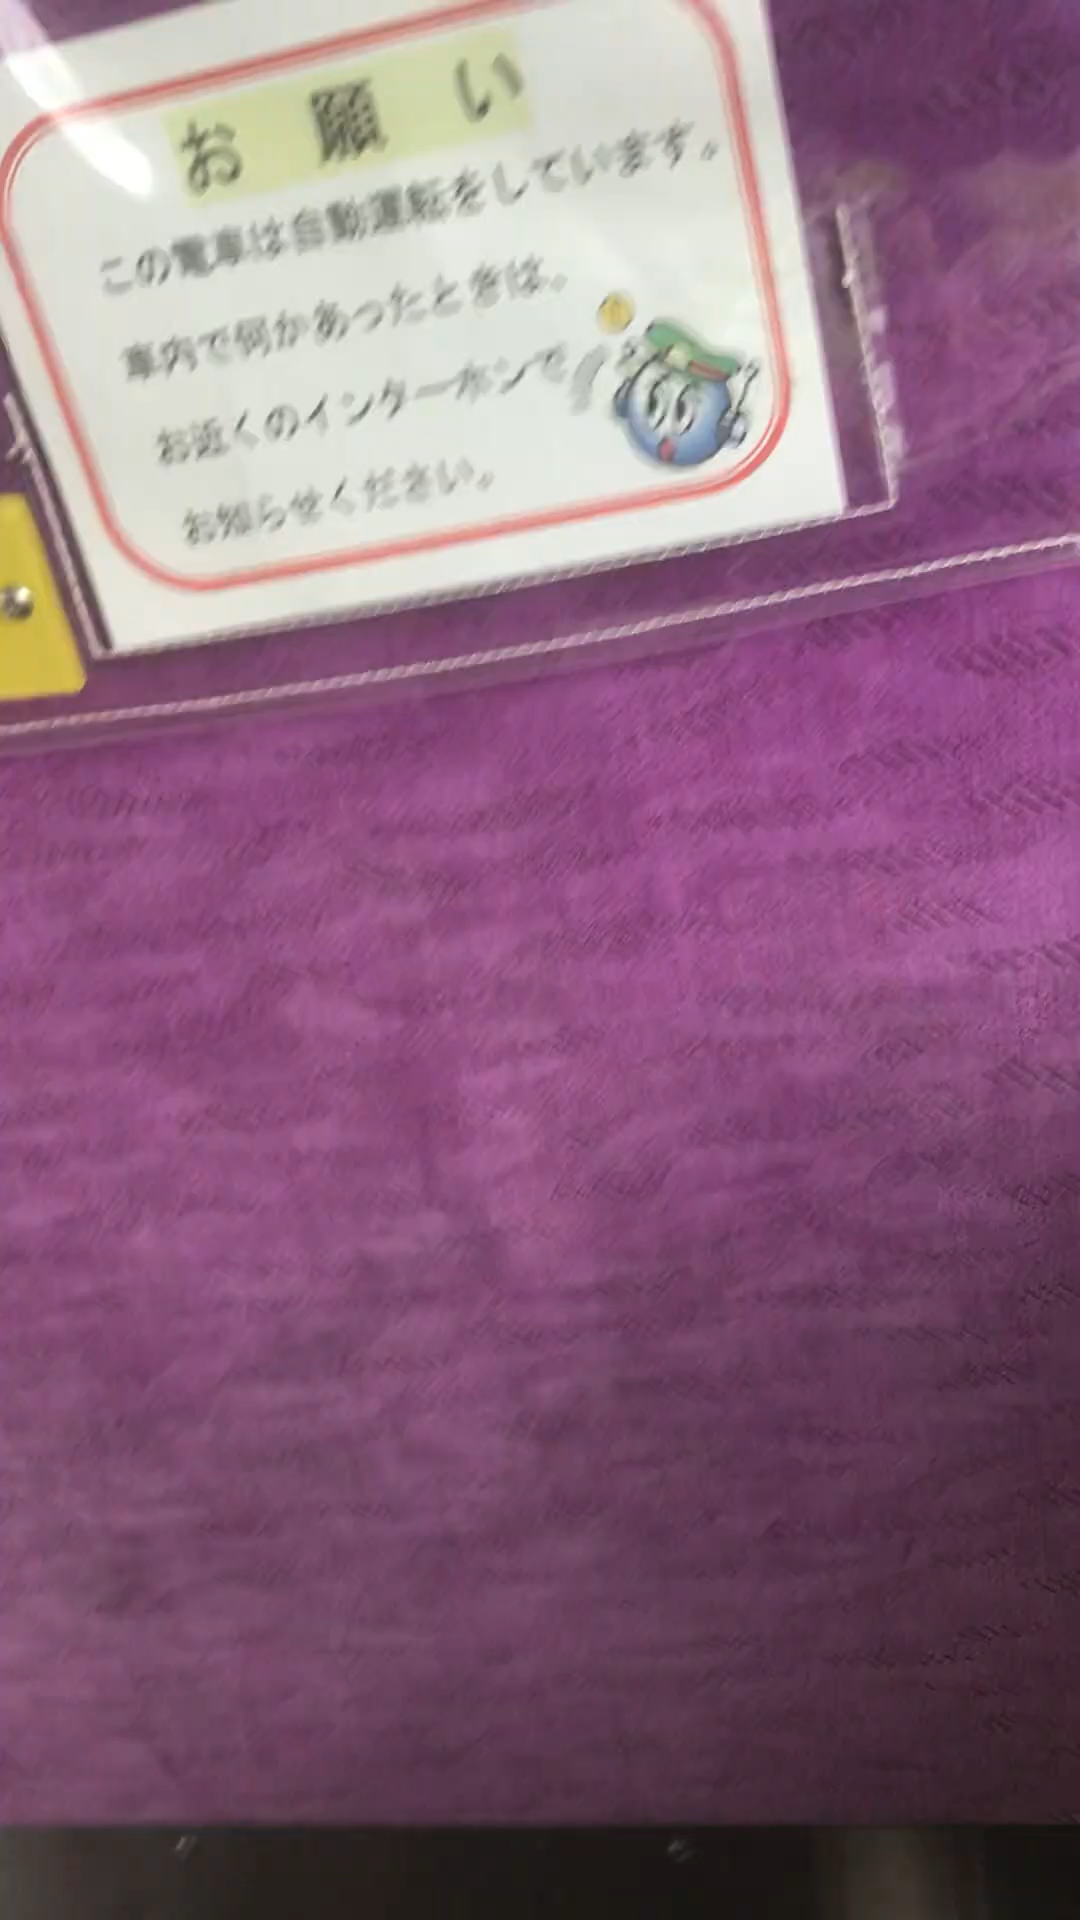 お願い
この電車は自動運転をしています。
車内で何かあったときは、
お近くのインターホンで
お知らせください。